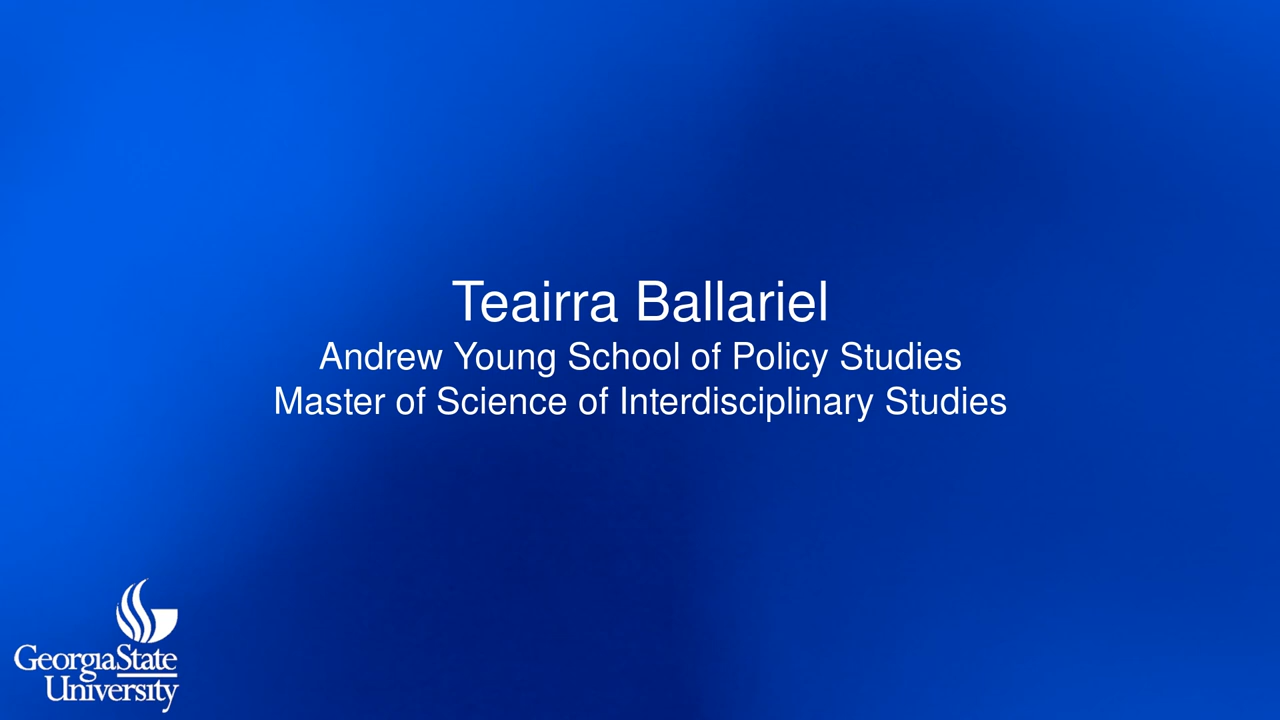 Teairra Ballariel
Andrew Young School of Policy Studies
Master of Science of Interdisciplinary Studies
GeorgiaState
University